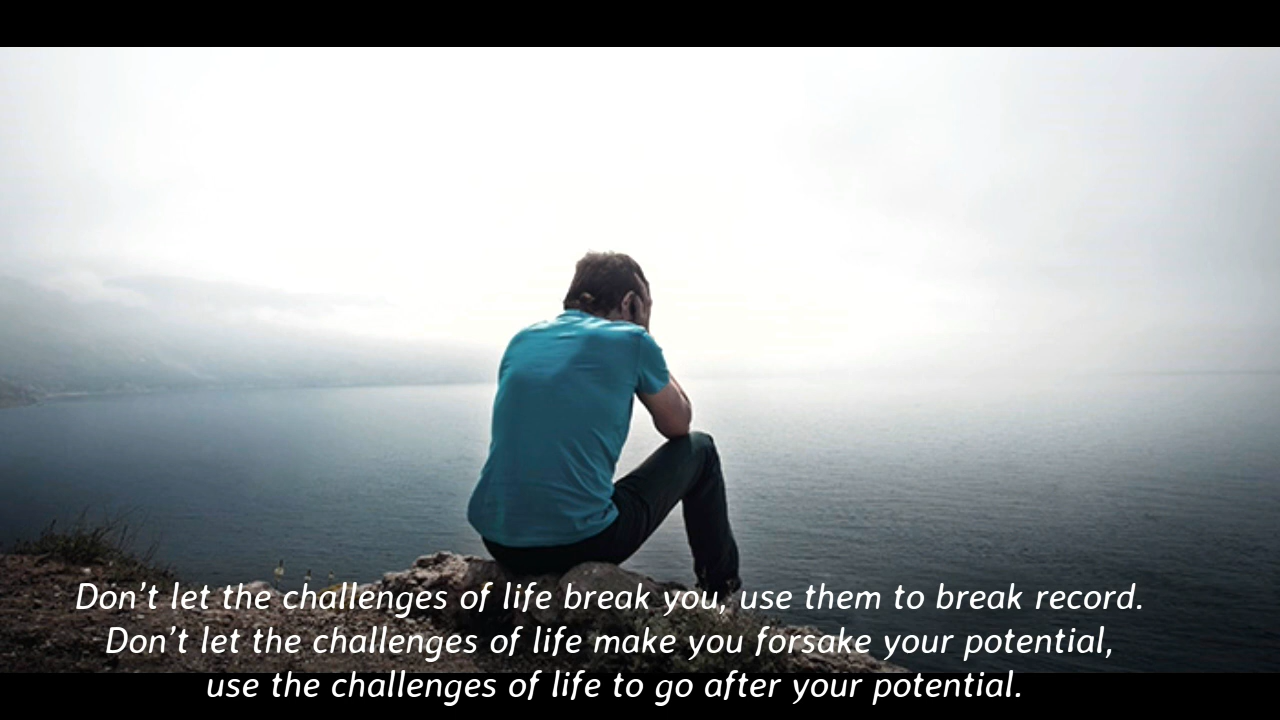 Don't let the challenges of life break you, use them to break record.
Don't let the challenges of life make you forsake your potential,
use the challenges of life to go after your potential.